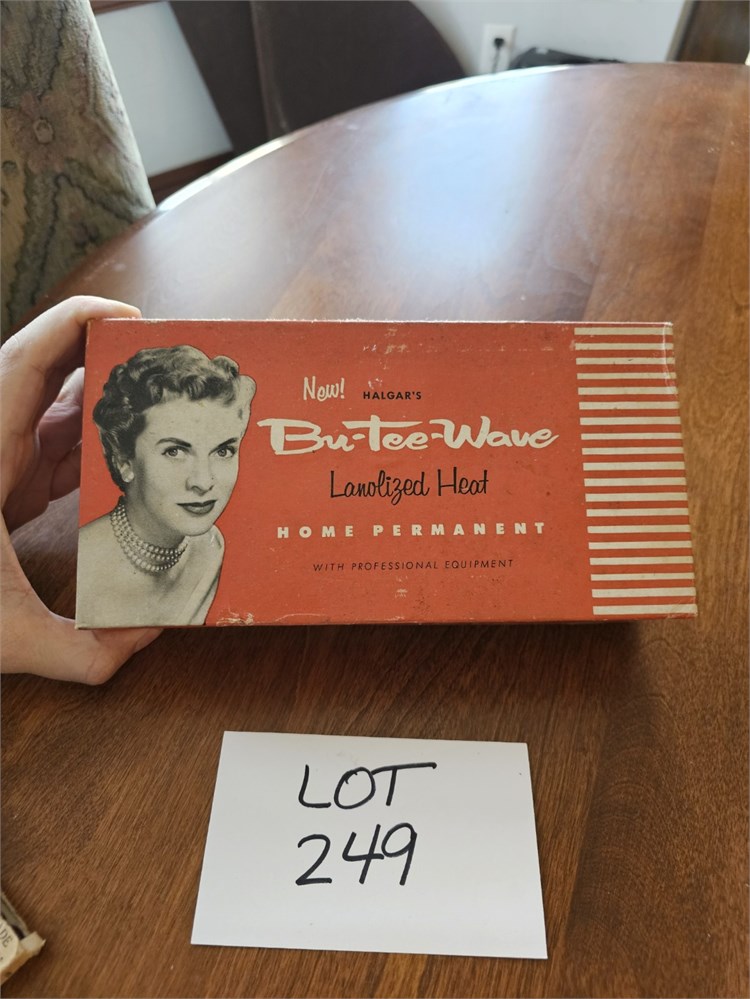 New! HALGAR'S
Bu-Tee-Wave
Lanolized Heat
HOME PERMANENT
WITH PROFESSIONAL EQUIPMENT
LOT
249